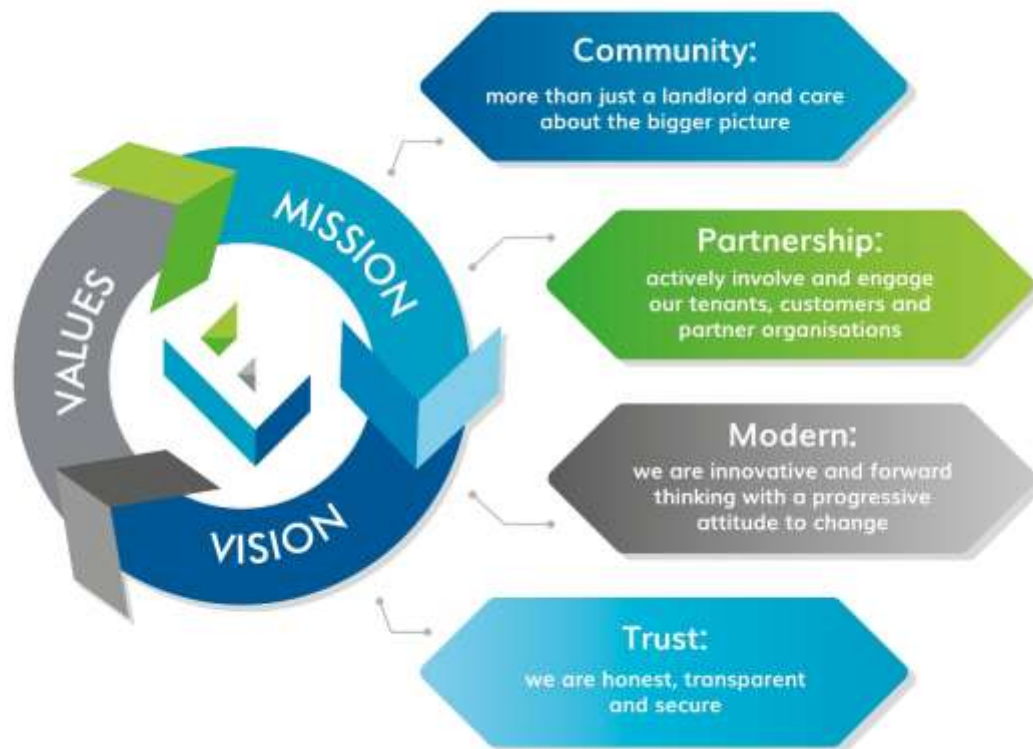 VALUES
MISSION
VISION
Community:
more than just a landlord and care
about the bigger picture
Partnership:
actively involve and engage
our tenants, customers and
partner organisations
Modern:
we are innovative and forward
thinking with a progressive
attitude to change
Trust:
we are honest, transparent
and secure